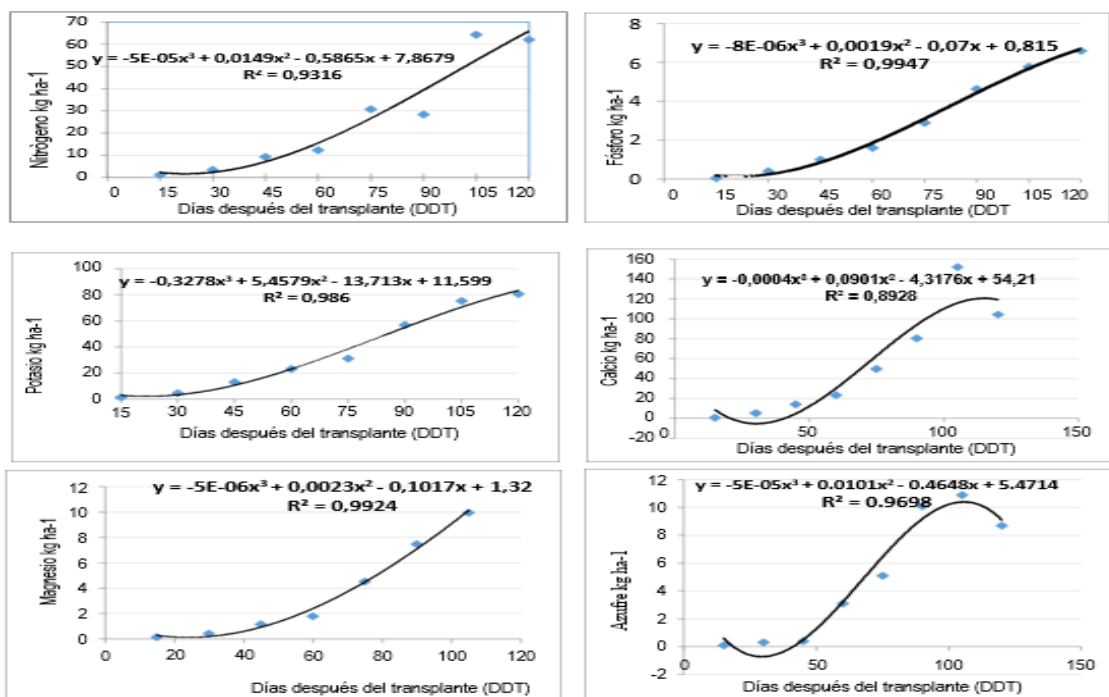 70
60
50
40
30
20
10
0
Nitrógeno kg ha-1
y = -5E-05x³ + 0,0149x² - 0,5865x + 7,8679
R² = 0,9316
0 15 30 45 60 75 90 105 120
Días después del transplante (DDT)
8
6
4
2
0
Fósforo kg ha-1
y = -8E-06x³ + 0,0019x² - 0,07x + 0,815
R² = 0,9947
0 15 30 45 60 75 90 105 120
Días después del transplante (DDT
100
80
60
40
20
0
Potasio kg ha-1
y = -0,3278x³ + 5,4579x² - 13,713x + 11,599
R² = 0,986
15 30 45 60 75 90 105 120
Días después del transplante (DDT)
160
140
120
100
80
60
40
20
0
-20
Calcio kg ha-1
y = -0,0004x³ + 0,0901x² - 4,3176x + 54,21
R² = 0,8928
0 50 100 150
Días después del transplante (DDT)
12
10
8
6
4
2
0
Magnesio kg ha-1
y = -5E-06x³ + 0,0023x² - 0,1017x + 1,32
R² = 0,9924
0 20 40 60 80 100 120
Días después del transplante (DDT)
12
10
8
6
4
2
0
-2
Azufre kg ha-1
y = -5E-05x³ + 0.0101x² - 0.4648x + 5.4714
R² = 0.9698
0 50 100 150
Días después del transplante (DDT)